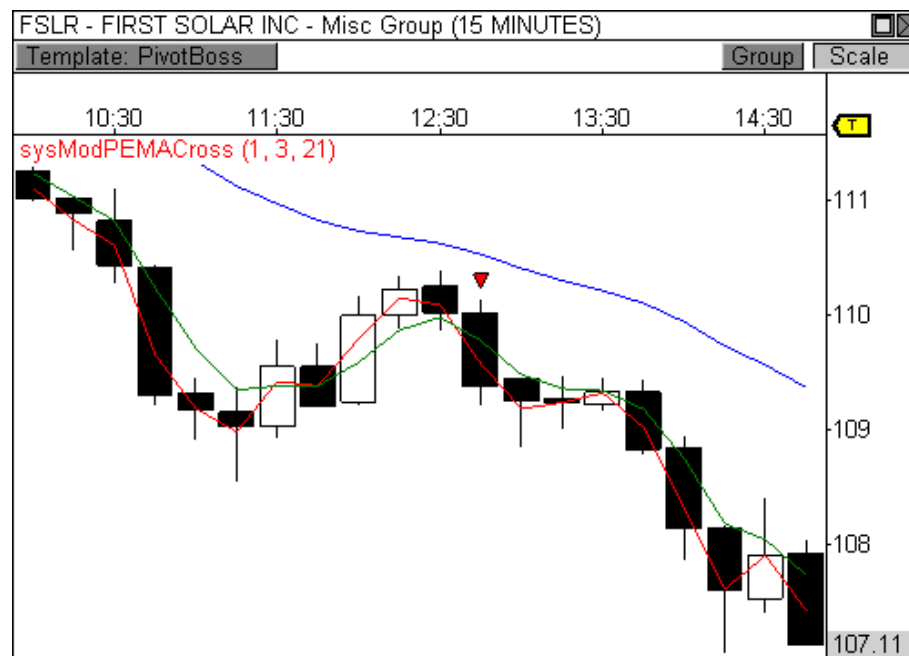 FSLR - FIRST SOLAR INC - Misc Group (15 MINUTES)
Template: PivotBoss Group Scale
10:30 11:30 12:30 13:30 14:30
T
sysModPEMACross (1, 3, 21)
111
110
109
108
107.11